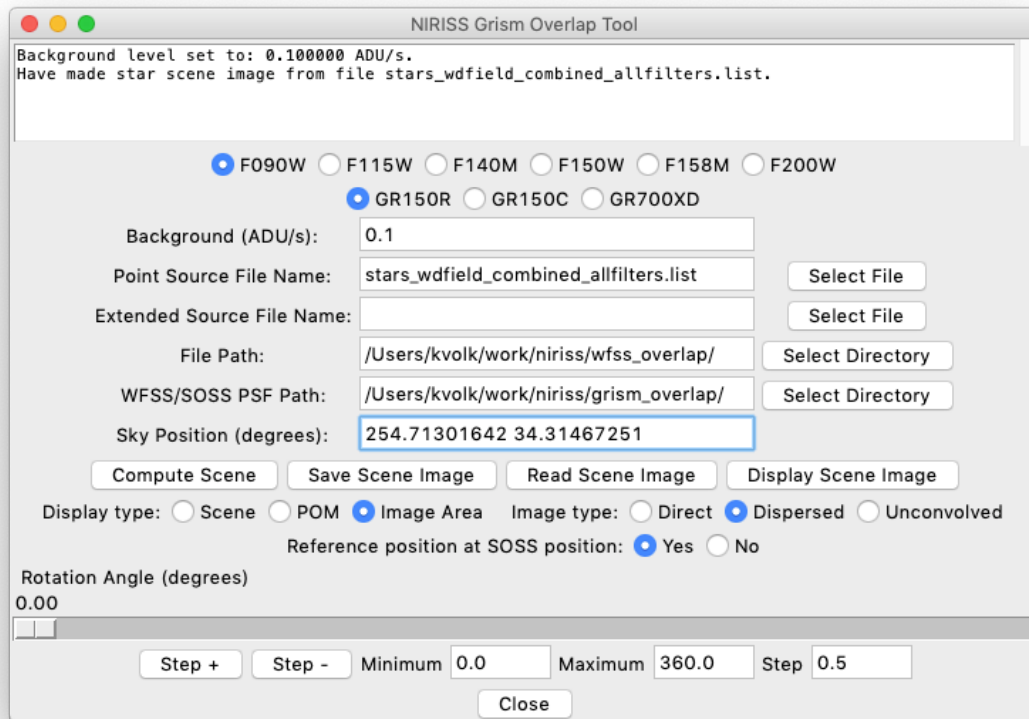 NIRISS Grism Overlap Tool
Background level set to: 0.100000 ADU/s.
Have made star scene image from file stars_wdfield_combined_allfilters.list.
F090W F115W F140M F150W F158M F200W
GR150R GR150C GR700XD
Background (ADU/s): 0.1
Point Source File Name: stars_wdfield_combined_allfilters.list Select File
Extended Source File Name: Select File
File Path: /Users/kvolk/work/niriss/wfss_overlap/ Select Directory
WFSS/SOSS PSF Path: /Users/kvolk/work/niriss/grism_overlap/ Select Directory
Sky Position (degrees): 254.71301642 34.31467251
Compute Scene Save Scene Image Read Scene Image Display Scene Image
Display type: Scene POM Image Area Image type: Direct Dispersed Unconvolved
Reference position at SOSS position: Yes No
Rotation Angle (degrees)
0.00
Step + Step - Minimum 0.0 Maximum 360.0 Step 0.5
Close